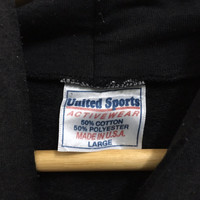 United Sports
ACTIVEWEAR
50% COTTON
50% POLYESTER
MADE IN U.S.A.
LARGE